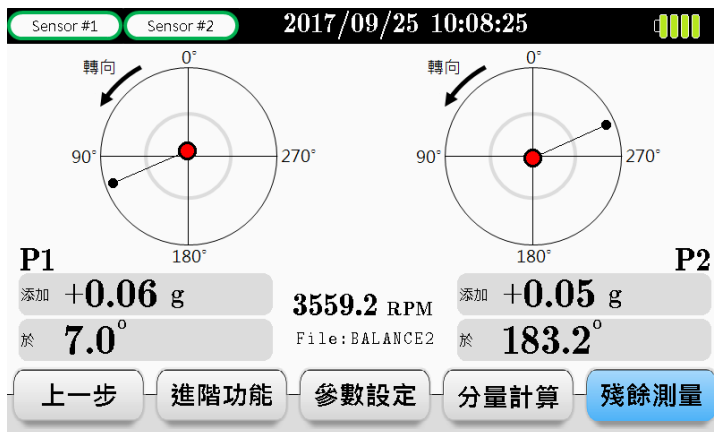 Sensor #1 Sensor #2 2017/09/25 10:08:25
轉向 0° 轉向 0°
90° 270° 90° 270°
P1 180° 180° P2
添加 +0.06 g 添加 +0.05 g
3559.2 RPM
於 7.0° File:BALANCE2 於 183.2°
上一步 進階功能 參數設定 分量計算 殘餘測量